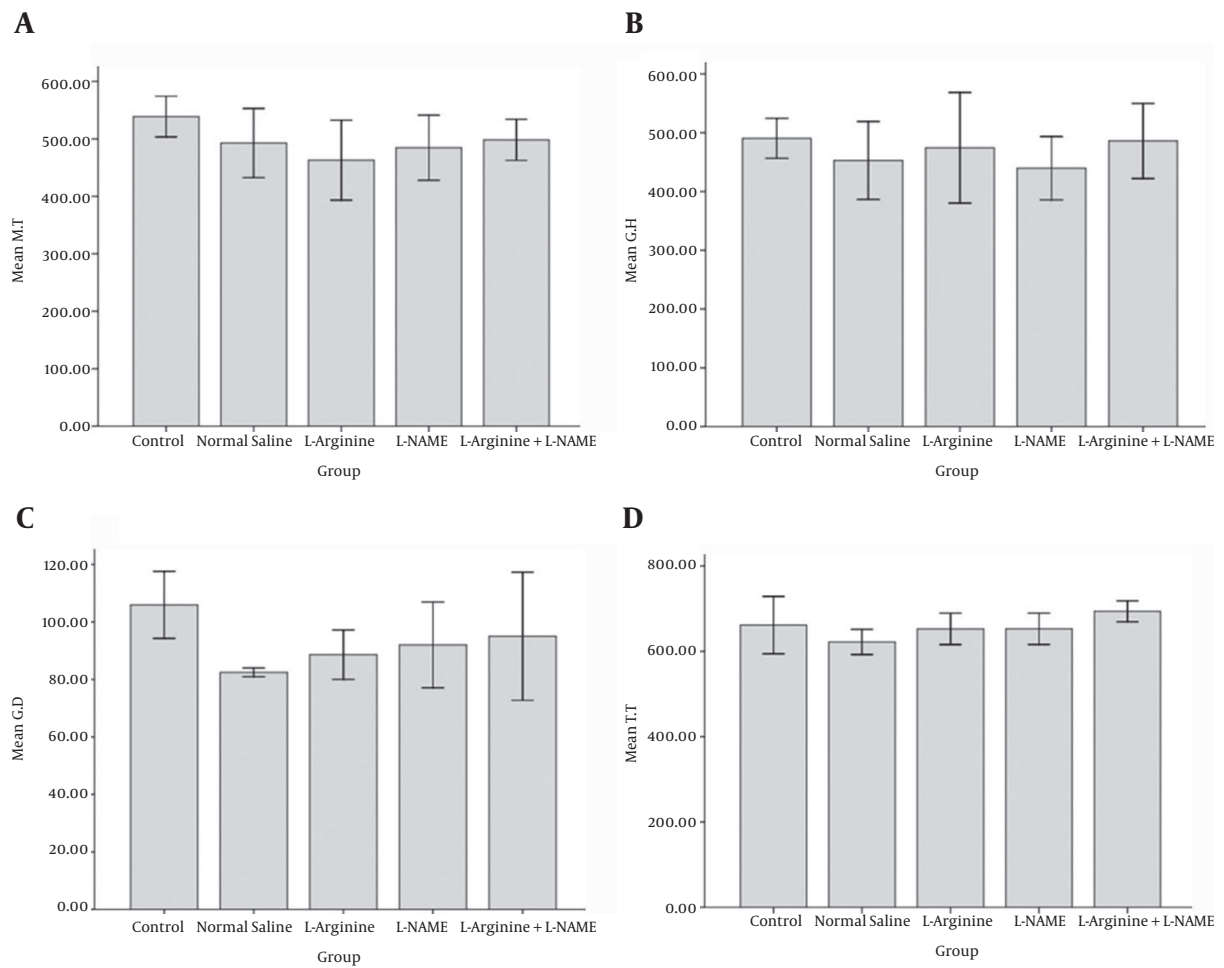 A
Mean M.T
600.00
500.00
400.00
300.00
200.00
100.00
0.00
Control Normal Saline L-Arginine L-NAME L-Arginine + L-NAME
Group
B
Mean G.H
600.00
500.00
400.00
300.00
200.00
100.00
0.00
Control Normal Saline L-Arginine L-NAME L-Arginine + L-NAME
Group
C
Mean G.D
120.00
100.00
80.00
60.00
40.00
20.00
0.00
Control Normal Saline L-Arginine L-NAME L-Arginine + L-NAME
Group
D
Mean T.T
800.00
600.00
400.00
200.00
0.00
Control Normal Saline L-Arginine L-NAME L-Arginine + L-NAME
Group